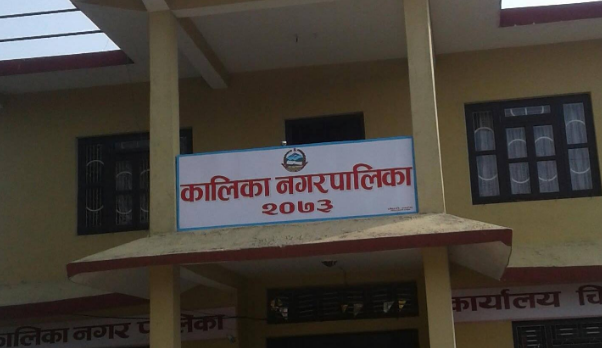 कालिका नगरपालिका
२०७३
कालिका नगर पालिका
कार्यालय चि